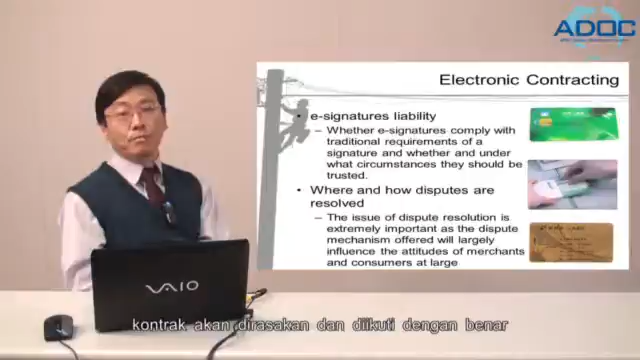 ADOC
Electronic Contracting
• e-signatures liability
– Whether e-signatures comply with
traditional requirements of a
signature and whether and under
what circumstances they should be
trusted.
• Where and how disputes are
resolved
– The issue of dispute resolution is
extremely important as the dispute
mechanism offered will largely
influence the attitudes of merchants
and consumers at large
VAIO
kontrak akan dirasakan dan diikuti dengan benar